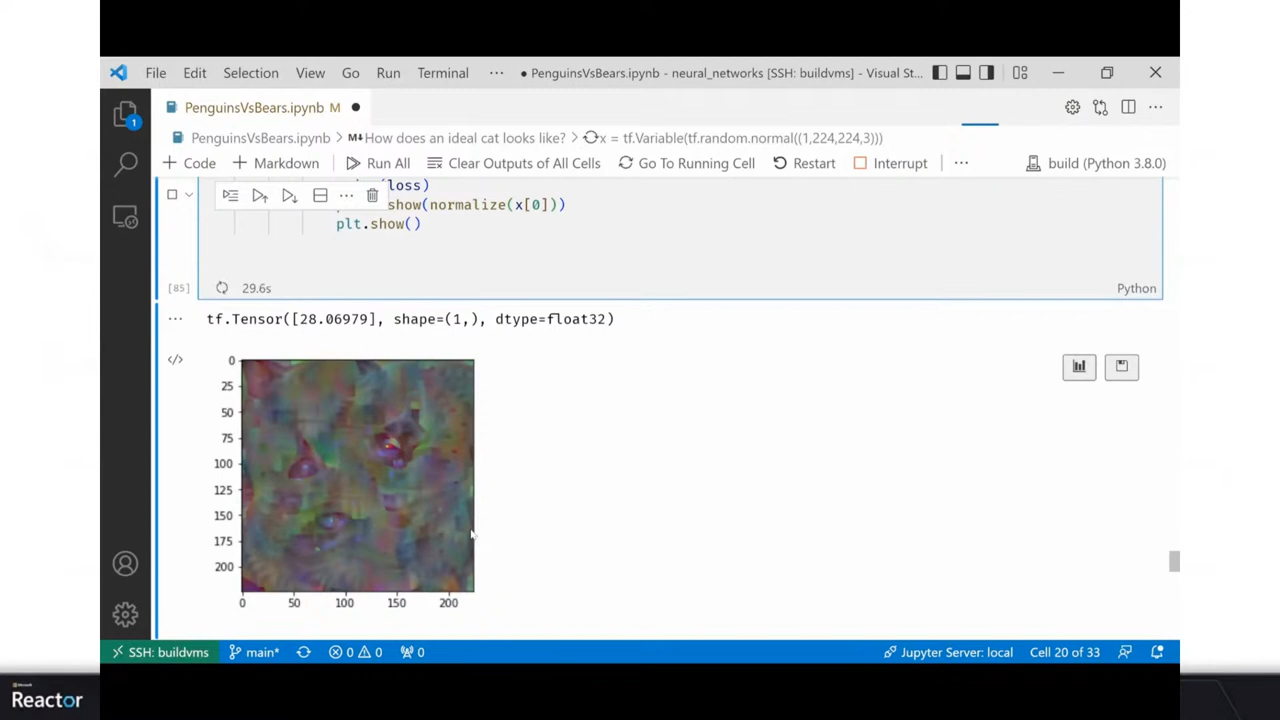 File Edit Selection View Go Run Terminal ··· ● PenguinsVsBears.ipynb - neural_networks [SSH: buildvms] - Visual St...
PenguinsVsBears.ipynb M ●
PenguinsVsBears.ipynb > M↓ How does an ideal cat looks like? > x = tf.Variable(tf.random.normal((1,224,224,3)))
+ Code + Markdown Run All Clear Outputs of All Cells Go To Running Cell Restart Interrupt ··· build (Python 3.8.0)
1
(loss)
show(normalize(x[0]))
plt.show()
[85] 29.6s Python
··· tf.Tensor([28.06979], shape=(1,), dtype=float32)
</>
0
25
50
75
100
125
150
175
200
0 50 100 150 200
SSH: buildvms main* 0 0 0 Jupyter Server: local Cell 20 of 33
Microsoft
Reactor